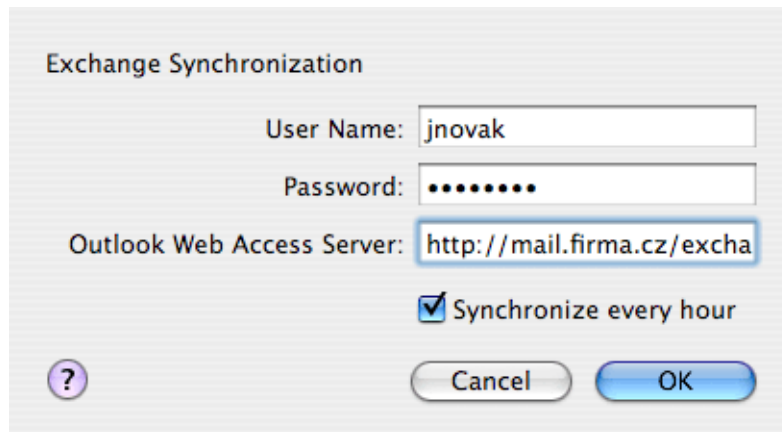 Exchange Synchronization
User Name: jnovak
Password: ••••••••
Outlook Web Access Server: http://mail.firma.cz/excha
Synchronize every hour
? Cancel OK